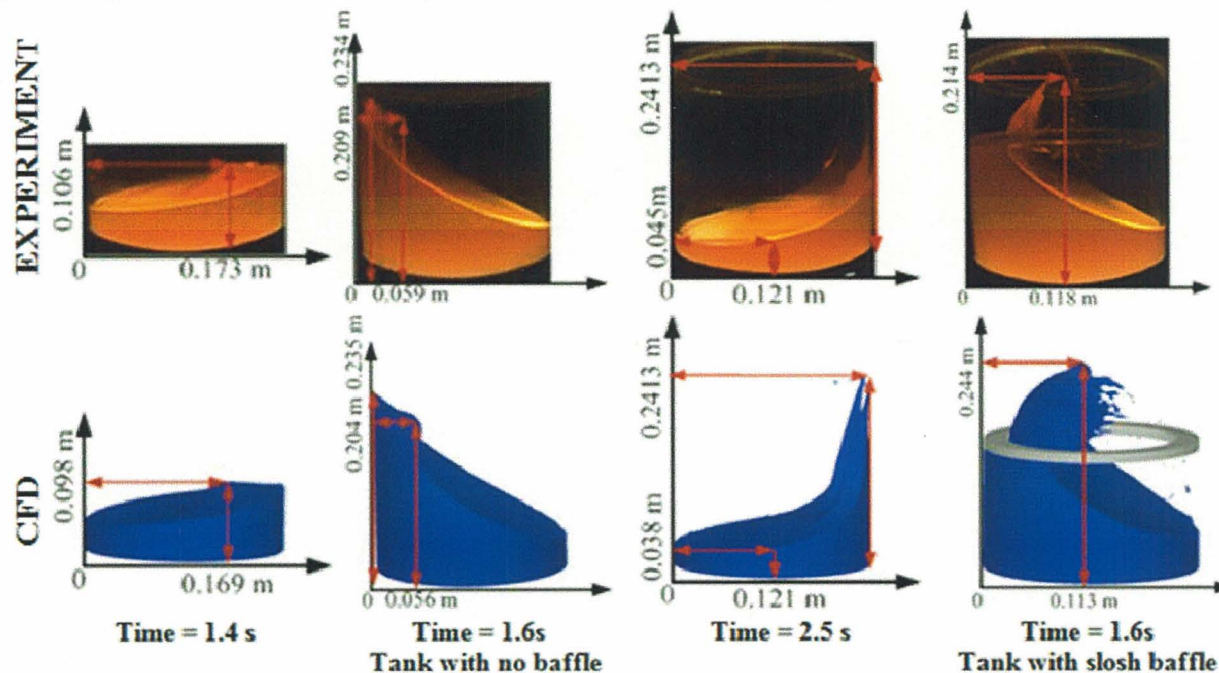 EXPERIMENT
0.106 m
0
0.173 m
0.234 m
0.209 m
0
0.059 m
0.2413 m
0.045m
0
0.121 m
0.214 m
0
0.118 m
CFD
0.098 m
0
0.169 m
0.235 m
0.204 m
0
0.056 m
0.2413 m
0.038 m
0
0.121 m
0.244 m
0
0.113 m
Time = 1.4 s
Time = 1.6s
Time = 2.5 s
Time = 1.6s
Tank with no baffle
Tank with slosh baffle